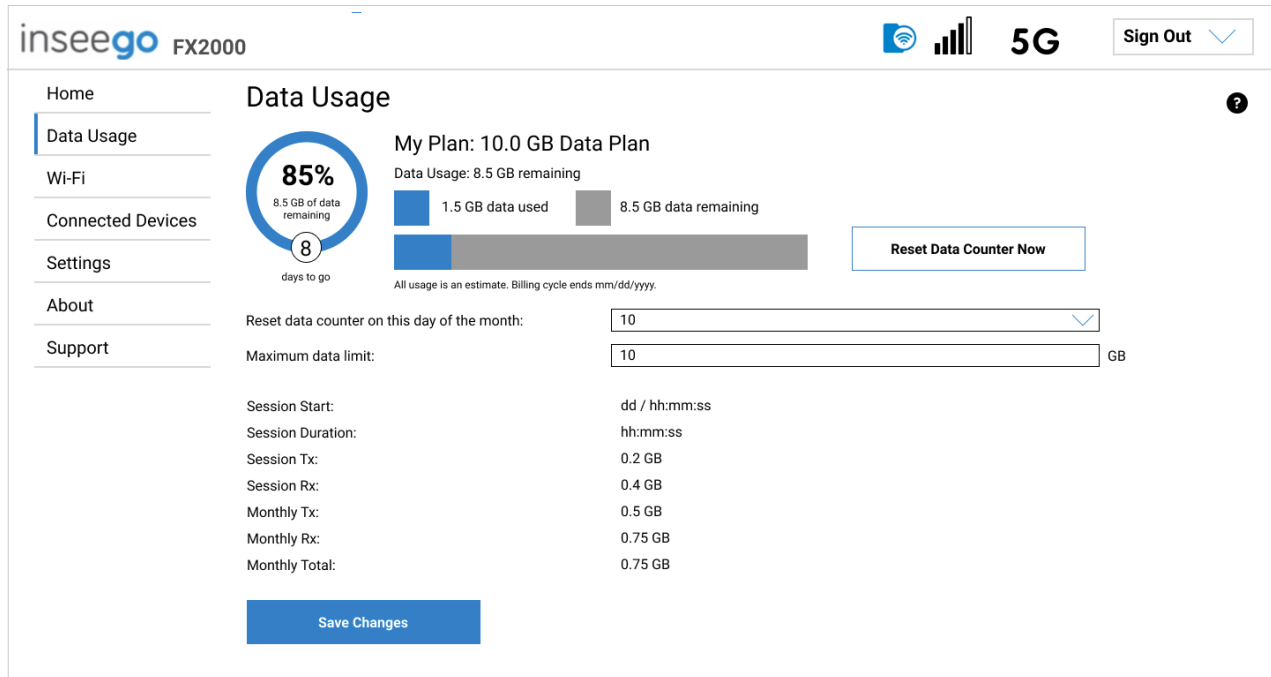 inseego FX2000
5G
Sign Out
Home
Data Usage
Wi-Fi
Connected Devices
Settings
About
Support
Data Usage
?
85%
8.5 GB of data
remaining
8
days to go
My Plan: 10.0 GB Data Plan
Data Usage: 8.5 GB remaining
1.5 GB data used
8.5 GB data remaining
All usage is an estimate. Billing cycle ends mm/dd/yyyy.
Reset Data Counter Now
Reset data counter on this day of the month: 10
Maximum data limit: 10 GB
Session Start: dd / hh:mm:ss
Session Duration: hh:mm:ss
Session Tx: 0.2 GB
Session Rx: 0.4 GB
Monthly Tx: 0.5 GB
Monthly Rx: 0.75 GB
Monthly Total: 0.75 GB
Save Changes